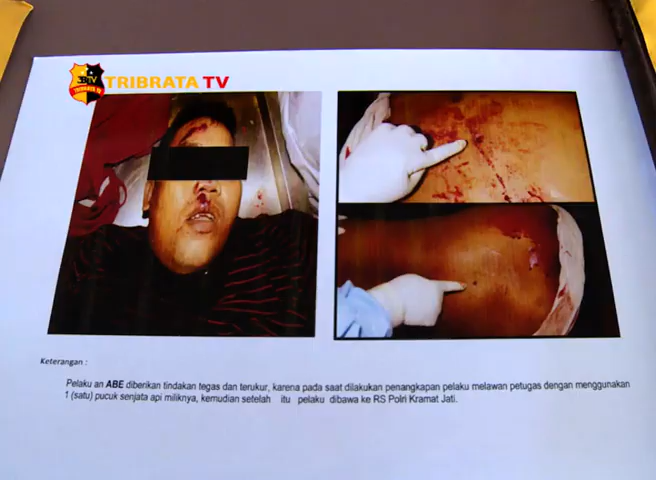 TRIBRATA TV
Keterangan :
Pelaku an ABE diberikan tindakan tegas dan terukur, karena pada saat dilakukan penangkapan pelaku melawan petugas dengan menggunakan
1 (satu) pucuk senjata api miliknya, kemudian setelah itu pelaku dibawa ke RS Polri Kramat Jati.